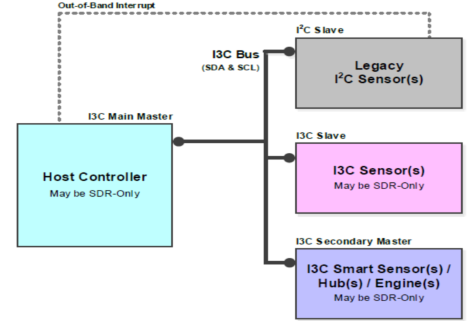 Out-of-Band Interrupt
I²C Slave
I3C Bus
(SDA & SCL)
Legacy
I²C Sensor(s)
I3C Main Master
I3C Slave
Host Controller
May be SDR-Only
I3C Sensor(s)
May be SDR-Only
I3C Secondary Master
I3C Smart Sensor(s) /
Hub(s) / Engine(s)
May be SDR-Only